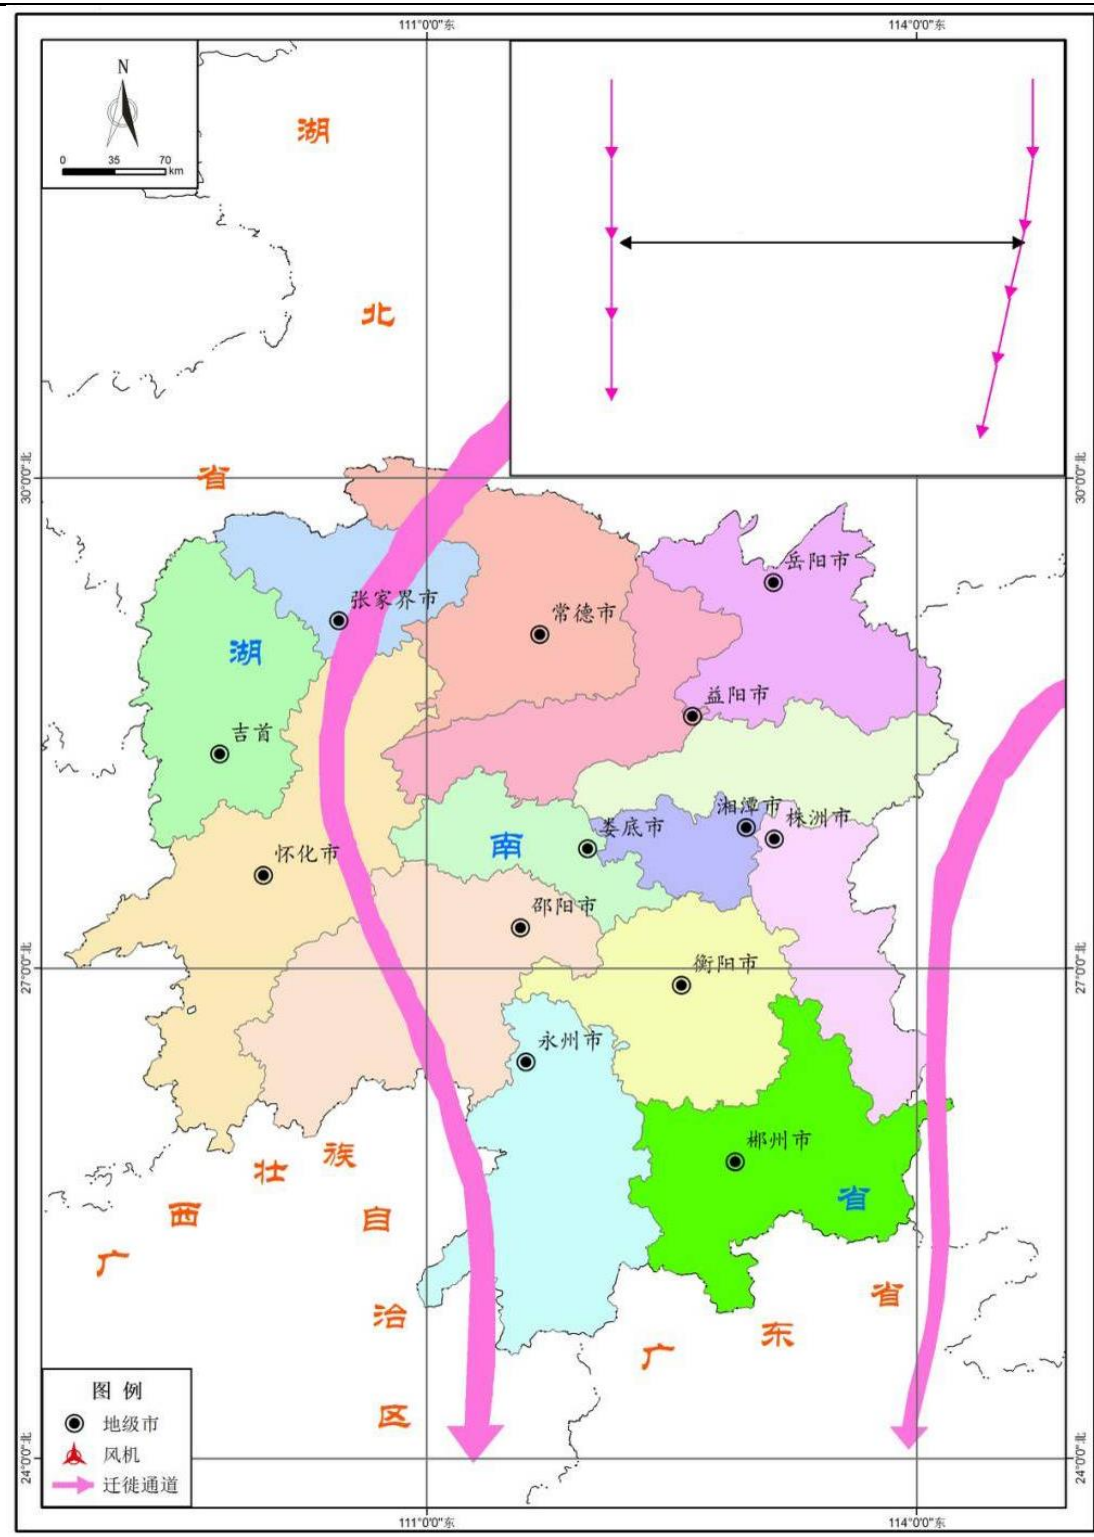 111°0'0"东
114°0'0"东
N
0 35 70
km
湖
北
省
30°0'0"北
30°0'0"北
岳阳市
张家界市
常德市
湖
益阳市
吉首
湘潭市
株洲市
娄底市
南
怀化市
邵阳市
衡阳市
27°0'0"北
27°0'0"北
永州市
郴州市
族
壮
省
西
自
广
省
治
东
广
区
图 例
地级市
风机
迁徙通道
24°0'0"北
24°0'0"北
111°0'0"东
114°0'0"东